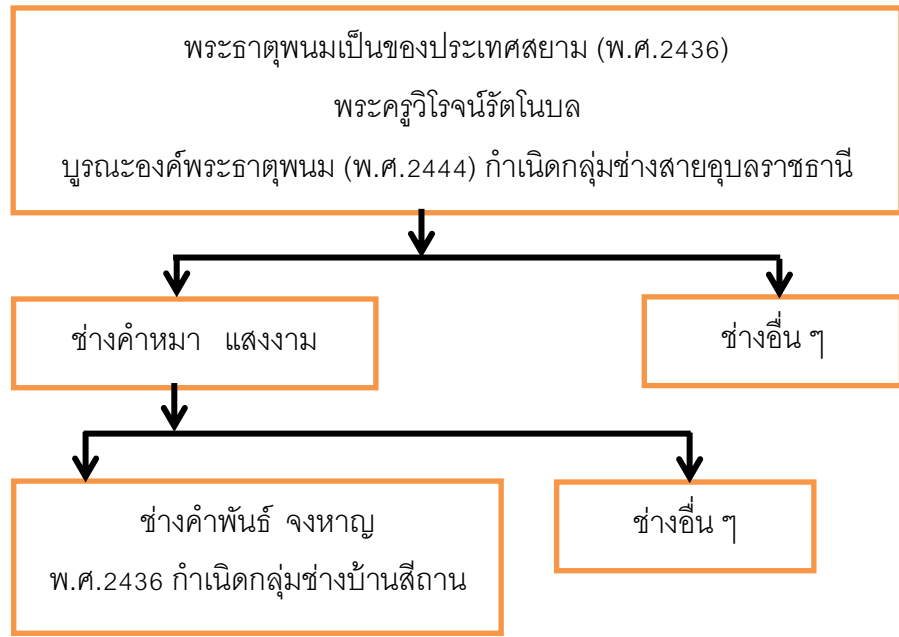 พระธาตุพนมเป็นของประเทศสยาม (พ.ศ.2436)
พระครูวิโรจน์รัตโนบล
บูรณะองค์พระธาตุพนม (พ.ศ.2444) กำเนิดกลุ่มช่างสายอุบลราชธานี
ช่างคำหมา แสงงาม
ช่างอื่น ๆ
ช่างคำพันธ์ จงหาญ
พ.ศ.2436 กำเนิดกลุ่มช่างบ้านสีถาน
ช่างอื่น ๆ